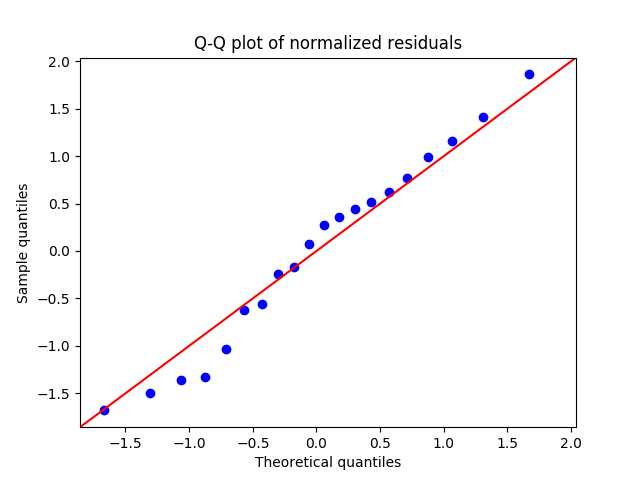 Q-Q plot of normalized residuals
2.0
1.5
1.0
0.5
0.0
−0.5
−1.0
−1.5
Sample quantiles
−1.5 −1.0 −0.5 0.0 0.5 1.0 1.5 2.0
Theoretical quantiles